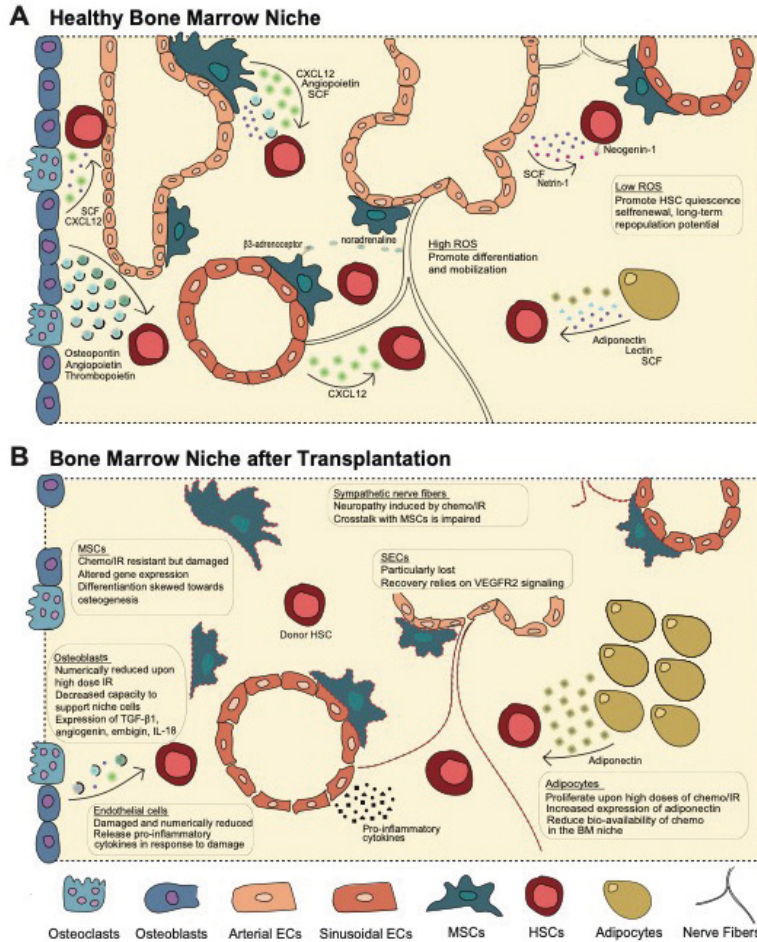 A Healthy Bone Marrow Niche
CXCL12
Angiopoietin
SCF
SCF
CXCL12
Neogenin-1
SCF
Netrin-1
Low ROS
Promote HSC quiescence
selfrenewal, long-term
repopulation potential
β3-adrenoceptor
noradrenaline
High ROS
Promote differentiation
and mobilization
Osteopontin
Angiopoietin
Thrombopoietin
CXCL12
Adiponectin
Lectin
SCF
B Bone Marrow Niche after Transplantation
Sympathetic nerve fibers
Neuropathy induced by chemo/IR
Crosstalk with MSCs is impaired
MSCs
Chemo/IR resistant but damaged
Altered gene expression
Differentiation skewed towards
osteogenesis
SECs
Particularly lost
Recovery relies on VEGFR2 signaling
Donor HSC
Osteoblasts
Numerically reduced upon
high dose IR
Decreased capacity to
support niche cells
Expression of TGF-β1,
angiogenin, embigin, IL-18
Adiponectin
Endothelial cells
Damaged and numerically reduced
Release pro-inflammatory
cytokines in response to damage
Pro-inflammatory
cytokines
Adipocytes
Proliferate upon high doses of chemo/IR
Increased expression of adiponectin
Reduce bio-availability of chemo
in the BM niche
Osteoclasts
Osteoblasts
Arterial ECs
Sinusoidal ECs
MSCs
HSCs
Adipocytes
Nerve Fibers